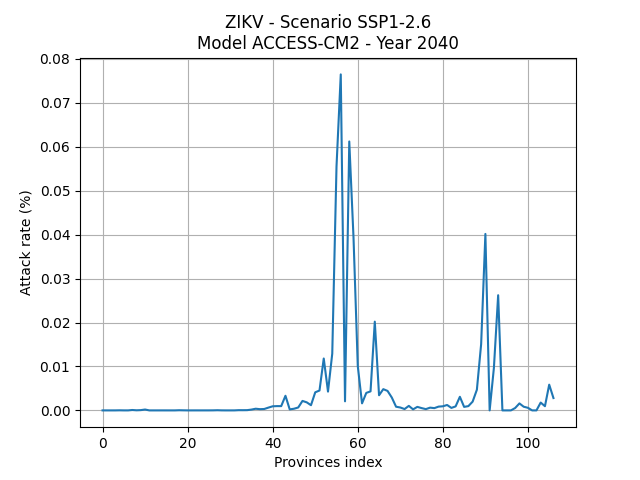 ZIKV - Scenario SSP1-2.6
Model ACCESS-CM2 - Year 2040
0.08
0.07
0.06
0.05
0.04
0.03
0.02
0.01
0.00
Attack rate (%)
0 20 40 60 80 100
Provinces index